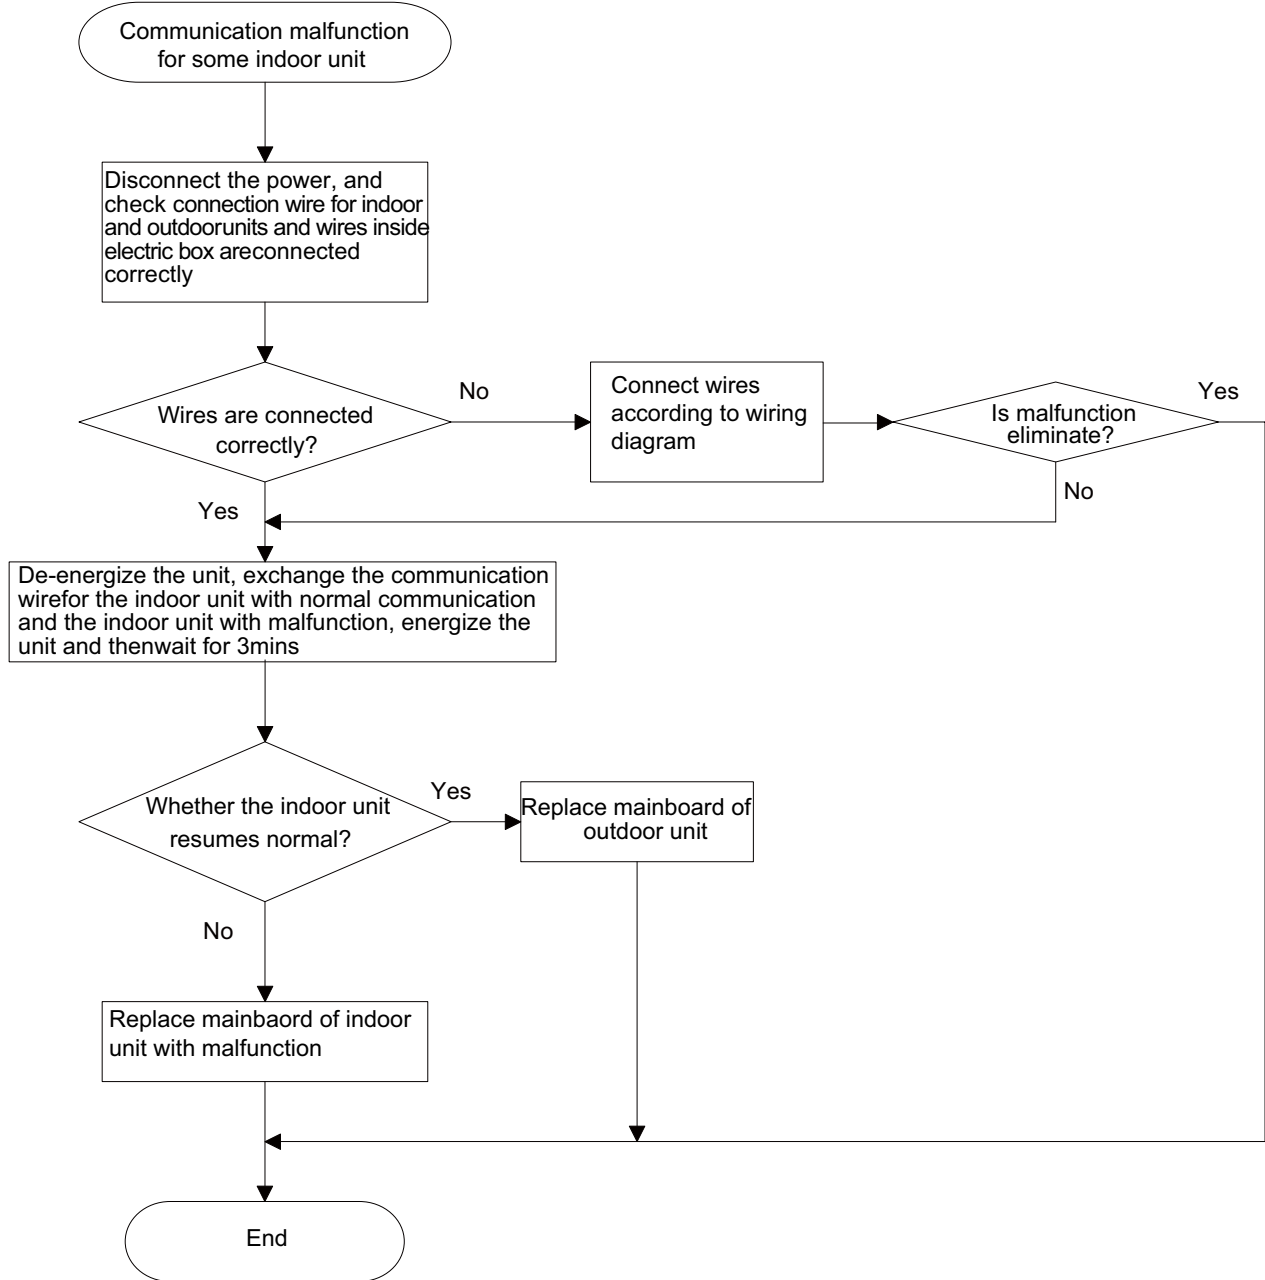 Communication malfunction
for some indoor unit
Disconnect the power, and
check connection wire for indoor
and outdoorunits and wires inside
electric box areconnected
correctly
Wires are connected
correctly?
No
Connect wires
according to wiring
diagram
Is malfunction
eliminate?
Yes
No
Yes
De-energize the unit, exchange the communication
wirefor the indoor unit with normal communication
and the indoor unit with malfunction, energize the
unit and thenwait for 3mins
Whether the indoor unit
resumes normal?
Yes
Replace mainboard of
outdoor unit
No
Replace mainbaord of indoor
unit with malfunction
End